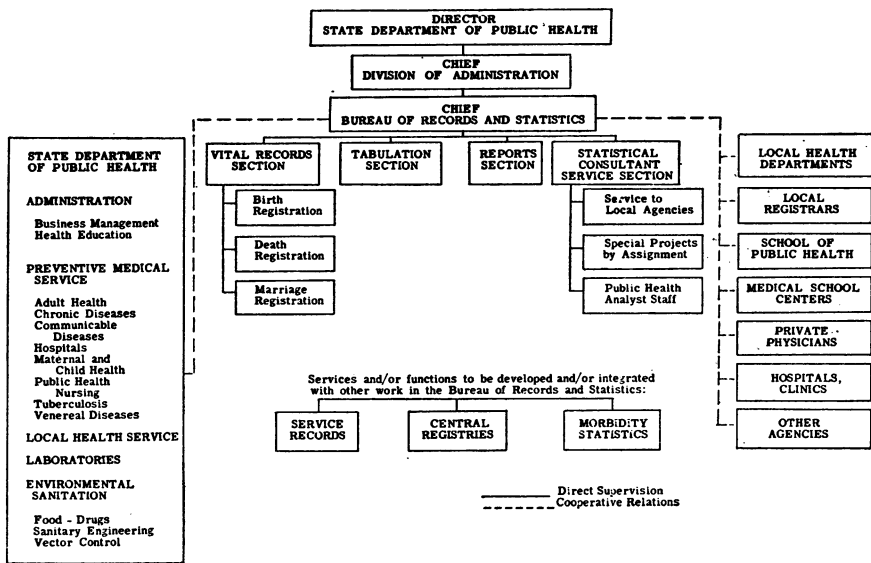 DIRECTOR
STATE DEPARTMENT OF PUBLIC HEALTH
CHIEF
DIVISION OF ADMINISTRATION
CHIEF
BUREAU OF RECORDS AND STATISTICS
STATE DEPARTMENT
OF PUBLIC HEALTH
ADMINISTRATION
Business Management
Health Education
PREVENTIVE MEDICAL
SERVICE
Adult Health
Chronic Diseases
Communicable
Diseases
Hospitals
Maternal and
Child Health
Public Health
Nursing
Tuberculosis
Venereal Diseases
LOCAL HEALTH SERVICE
LABORATORIES
ENVIRONMENTAL
SANITATION
Food - Drugs
Sanitary Engineering
Vector Control
VITAL RECORDS
SECTION
Birth
Registration
Death
Registration
Marriage
Registration
TABULATION
SECTION
REPORTS
SECTION
STATISTICAL
CONSULTANT
SERVICE SECTION
Service to
Local Agencies
Special Projects
by Assignment
Public Health
Analyst Staff
LOCAL HEALTH
DEPARTMENTS
LOCAL
REGISTRARS
SCHOOL OF
PUBLIC HEALTH
MEDICAL SCHOOL
CENTERS
PRIVATE
PHYSICIANS
HOSPITALS,
CLINICS
OTHER
AGENCIES
Services and/or functions to be developed and/or integrated
with other work in the Bureau of Records and Statistics:
SERVICE
RECORDS
CENTRAL
REGISTRIES
MORBIDITY
STATISTICS
Direct Supervision
Cooperative Relations